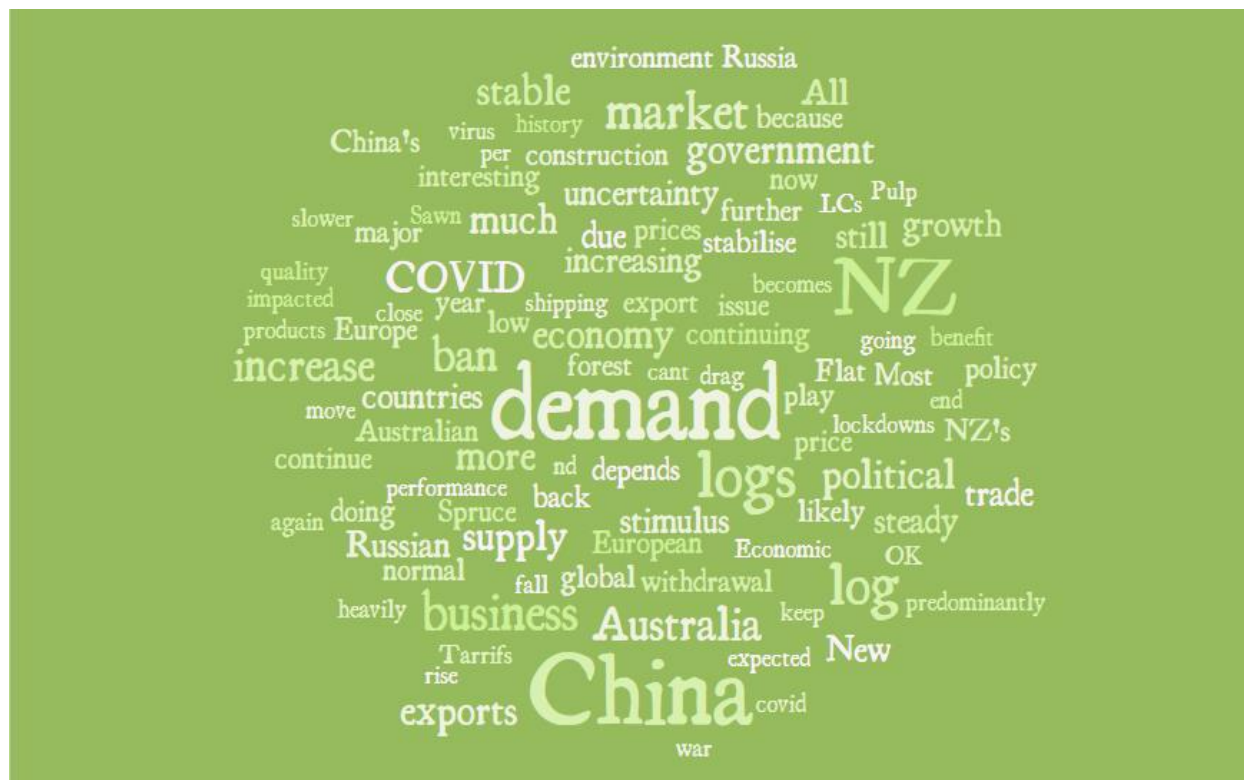 environment Russia
stable market All
because
China's virus history
per construction government
interesting uncertainty now
further LCs Pulp
slower Sawn
major much due prices stabilise still growth
increasing
quality COVID becomes NZ
impacted close year shipping export issue
products Europe low economy continuing going benefit
increase ban forest cant drag Flat Most policy
countries demand play end
move lockdowns NZ's
Australian price
continue more nd depends logs political trade
performance back
again doing Spruce stimulus likely steady
Russian supply European Economic OK
normal fall global withdrawal log predominantly
heavily business Australia keep
Tarrifs expected New
rise
exports China covid
war